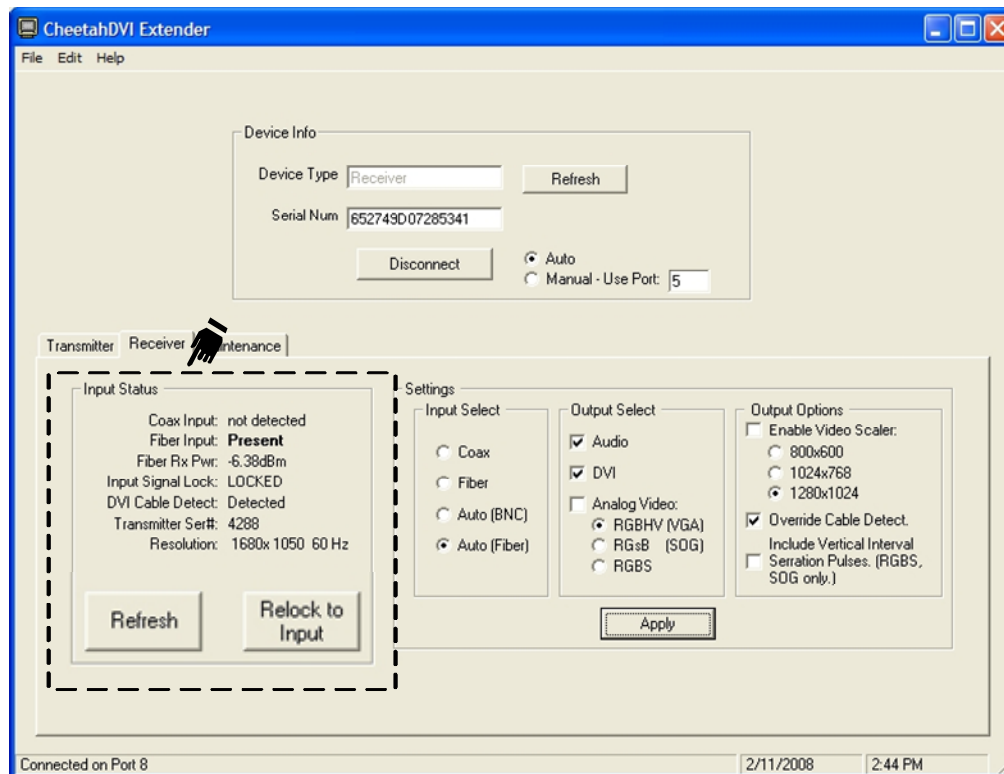 CheetahDVI Extender
File Edit Help
Device Info
Device Type Receiver Refresh
Serial Num 652749D07285341
Disconnect
Auto
Manual - Use Port: 5
Transmitter Receiver intenance
Input Status
Coax Input: not detected
Fiber Input: Present
Fiber Rx Pwr: -6.38dBm
Input Signal Lock: LOCKED
DVI Cable Detect: Detected
Transmitter Ser#: 4288
Resolution: 1680x 1050 60 Hz
Refresh
Relock to
Input
Settings
Input Select
Coax
Fiber
Auto (BNC)
Auto (Fiber)
Output Select
Audio
DVI
Analog Video:
RGBHV (VGA)
RGsB (SOG)
RGBS
Output Options
Enable Video Scaler:
800x600
1024x768
1280x1024
Override Cable Detect.
Include Vertical Interval
Serration Pulses. (RGBS,
SOG only.)
Apply
Connected on Port 8 2/11/2008 2:44 PM